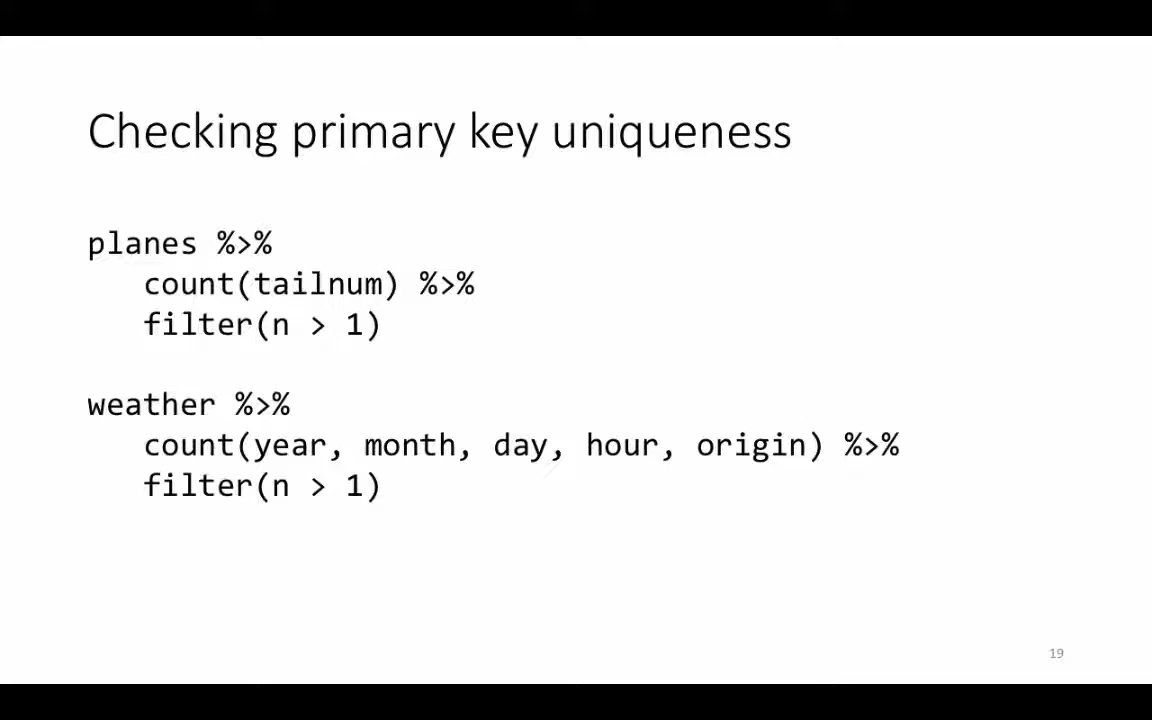 Checking primary key uniqueness
planes %>%
count(tailnum) %>%
filter(n > 1)
weather %>%
count(year, month, day, hour, origin) %>%
filter(n > 1)
19